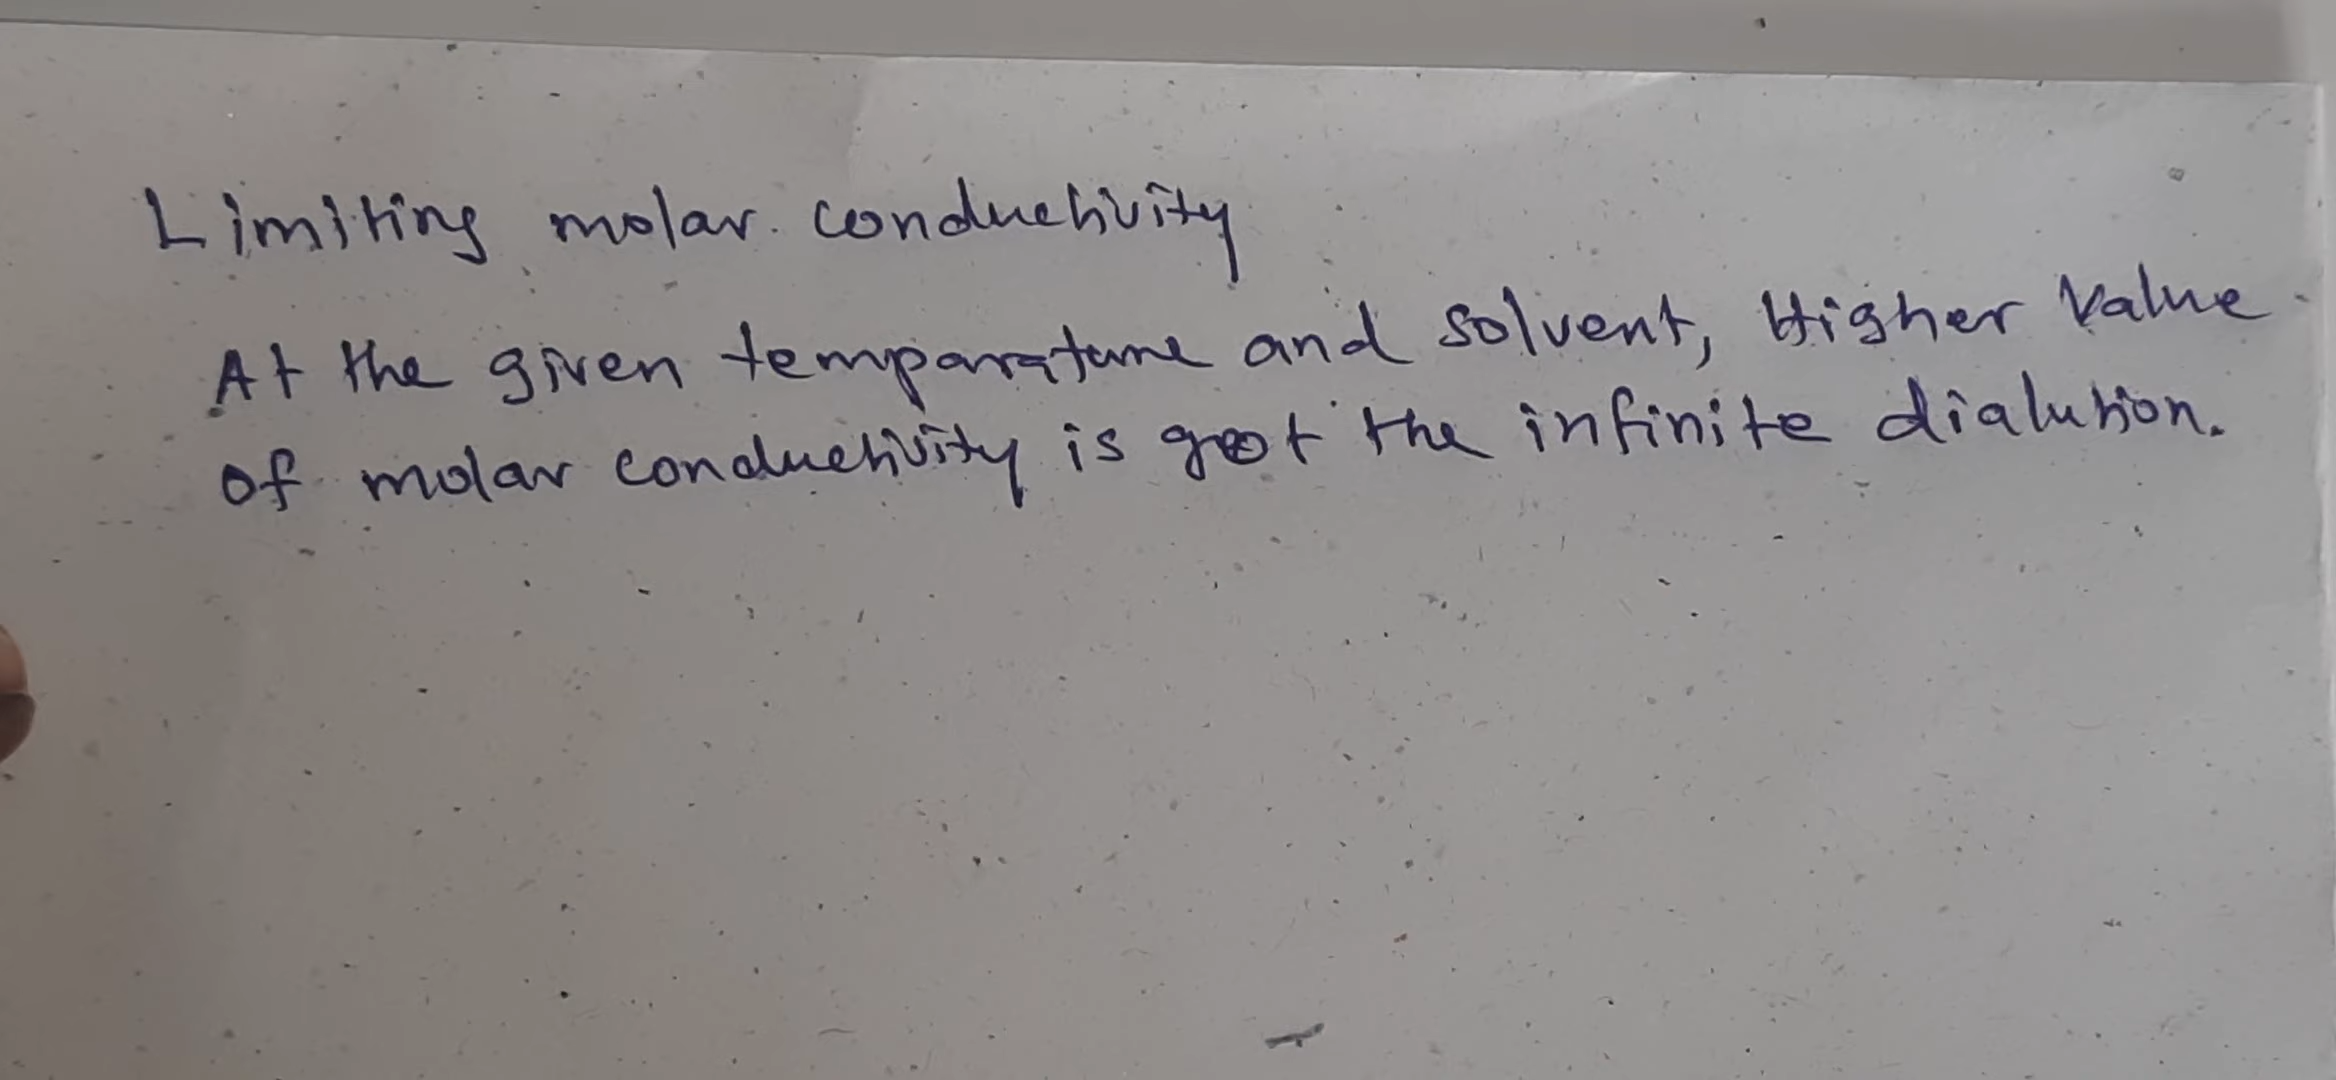 Limiting molar conductivity
At the given temparature and solvent, Higher Value
of molar conductivity is got the infinite dialution.